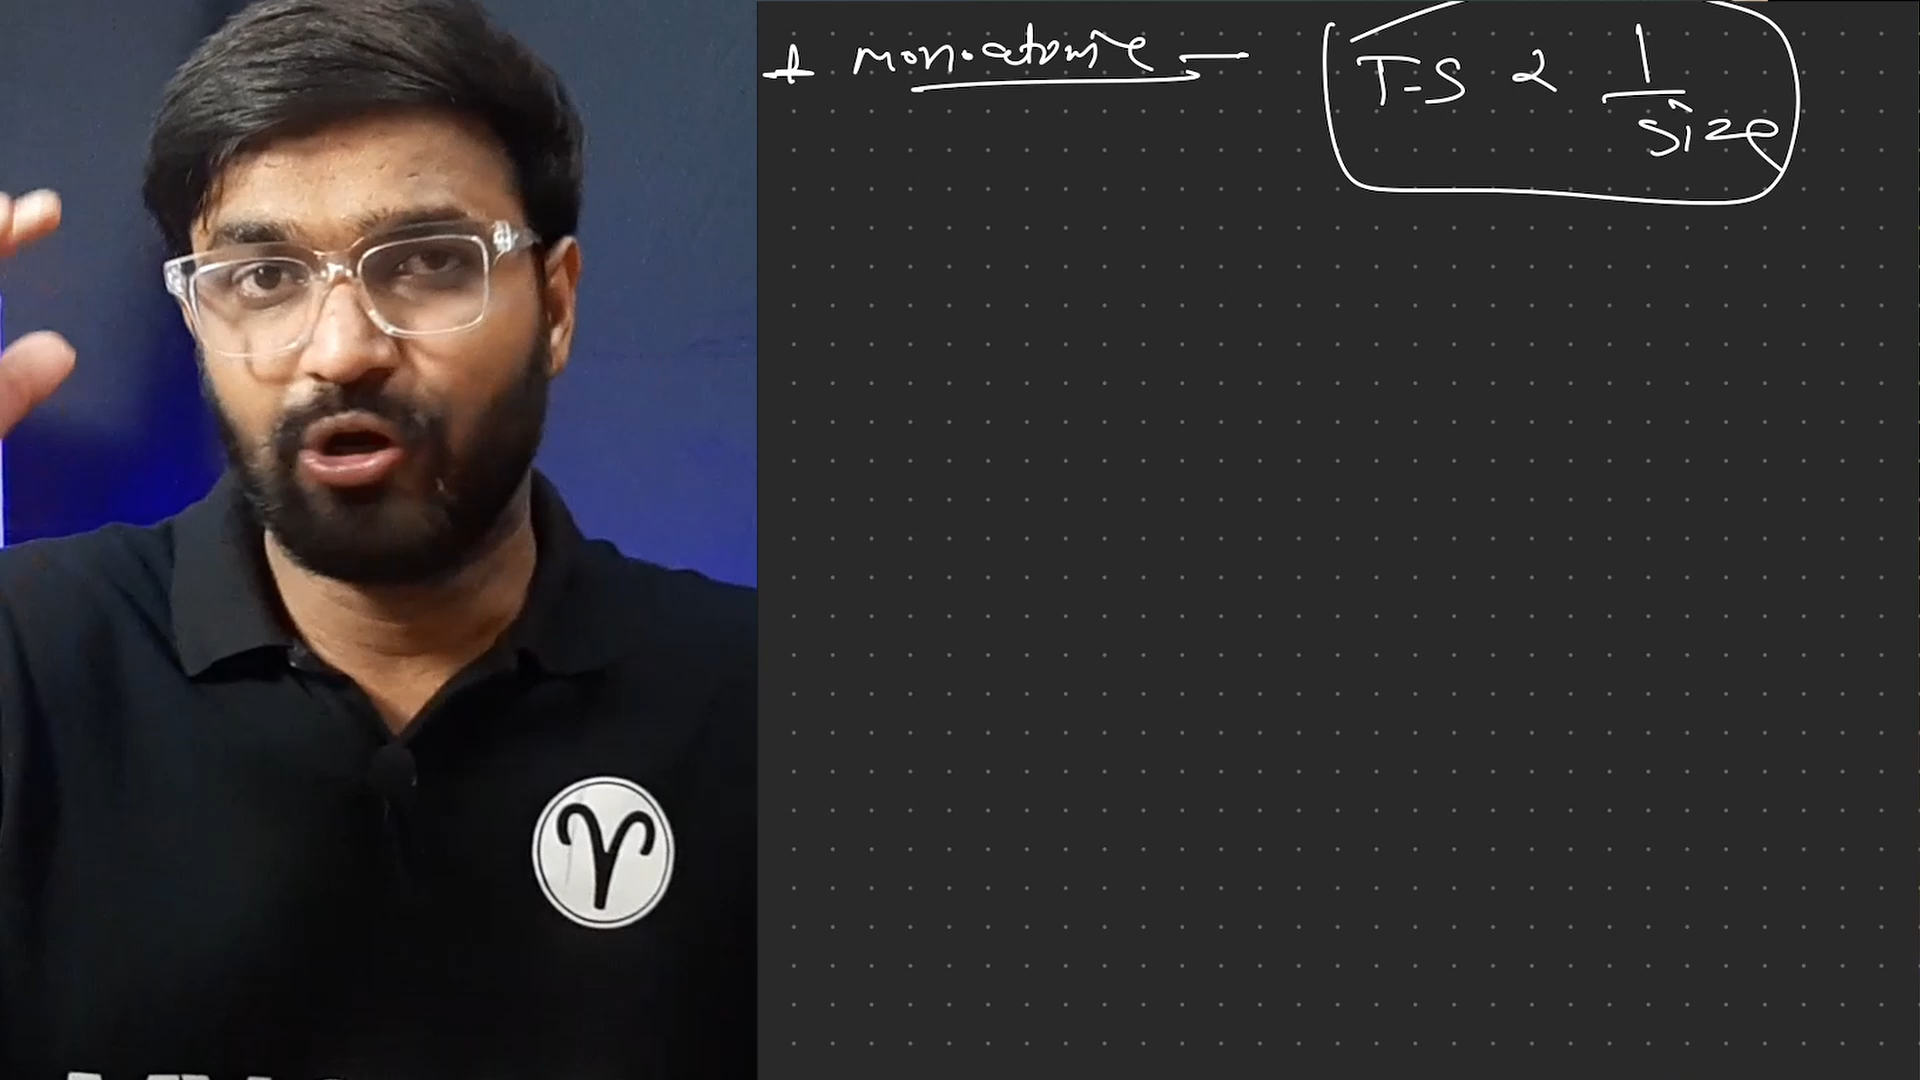 + monoatomic —
T-S ∝ 1
size